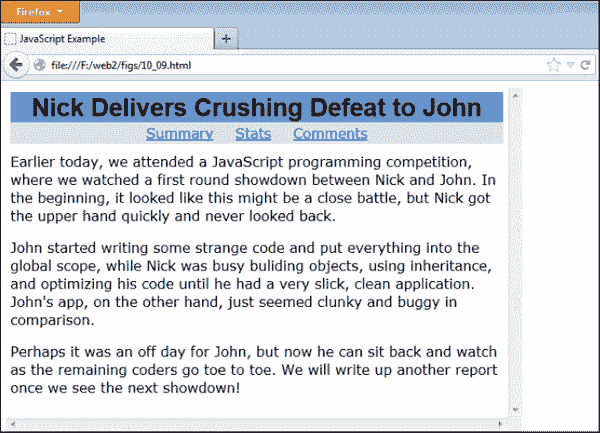 Firefox
JavaScript Example
file:///F:/web2/figs/10_09.html
Nick Delivers Crushing Defeat to John
Summary Stats Comments
Earlier today, we attended a JavaScript programming competition,
where we watched a first round showdown between Nick and John. In
the beginning, it looked like this might be a close battle, but Nick got
the upper hand quickly and never looked back.
John started writing some strange code and put everything into the
global scope, while Nick was busy buliding objects, using inheritance,
and optimizing his code until he had a very slick, clean application.
John's app, on the other hand, just seemed clunky and buggy in
comparison.
Perhaps it was an off day for John, but now he can sit back and watch
as the remaining coders go toe to toe. We will write up another report
once we see the next showdown!